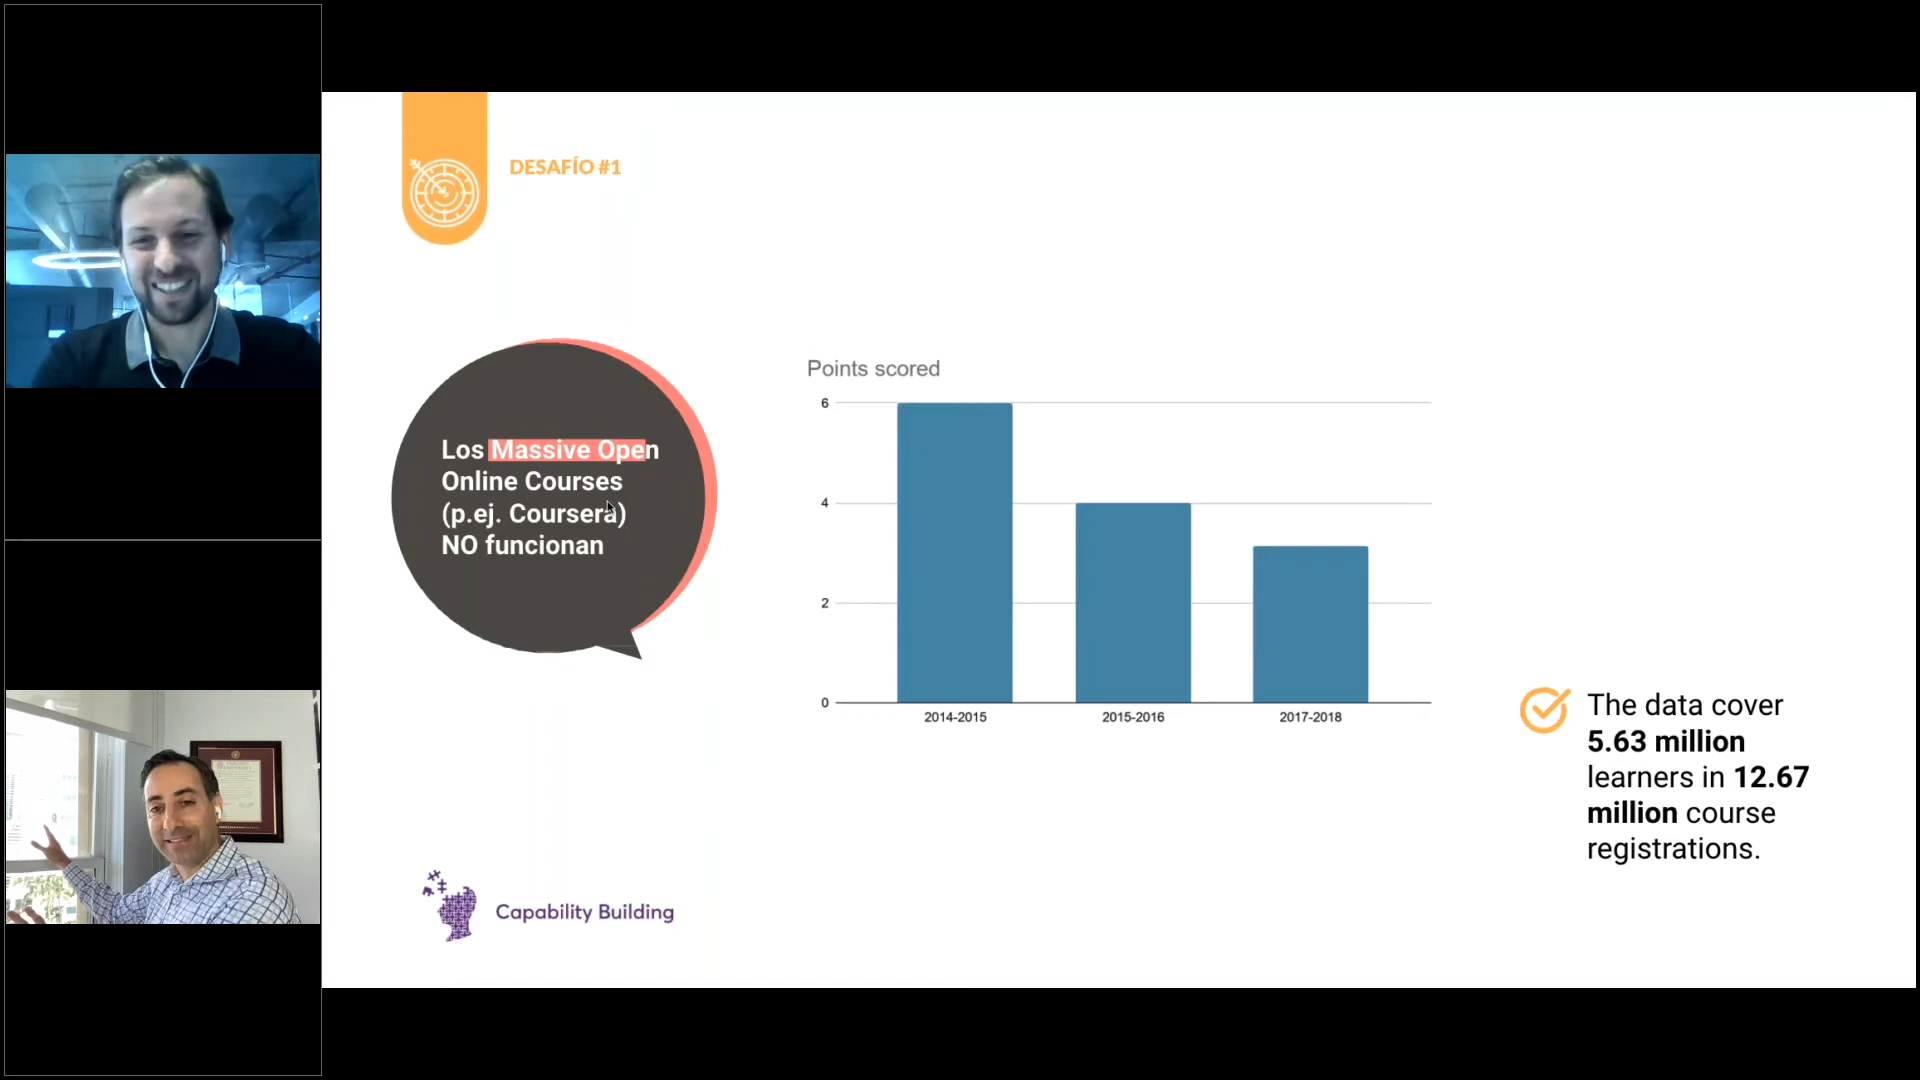 DESAFÍO #1
Los Massive Open
Online Courses
(p.ej. Coursera)
NO funcionan
Points scored
6
4
2
0
2014-2015
2015-2016
2017-2018
The data cover
5.63 million
learners in 12.67
million course
registrations.
Capability Building